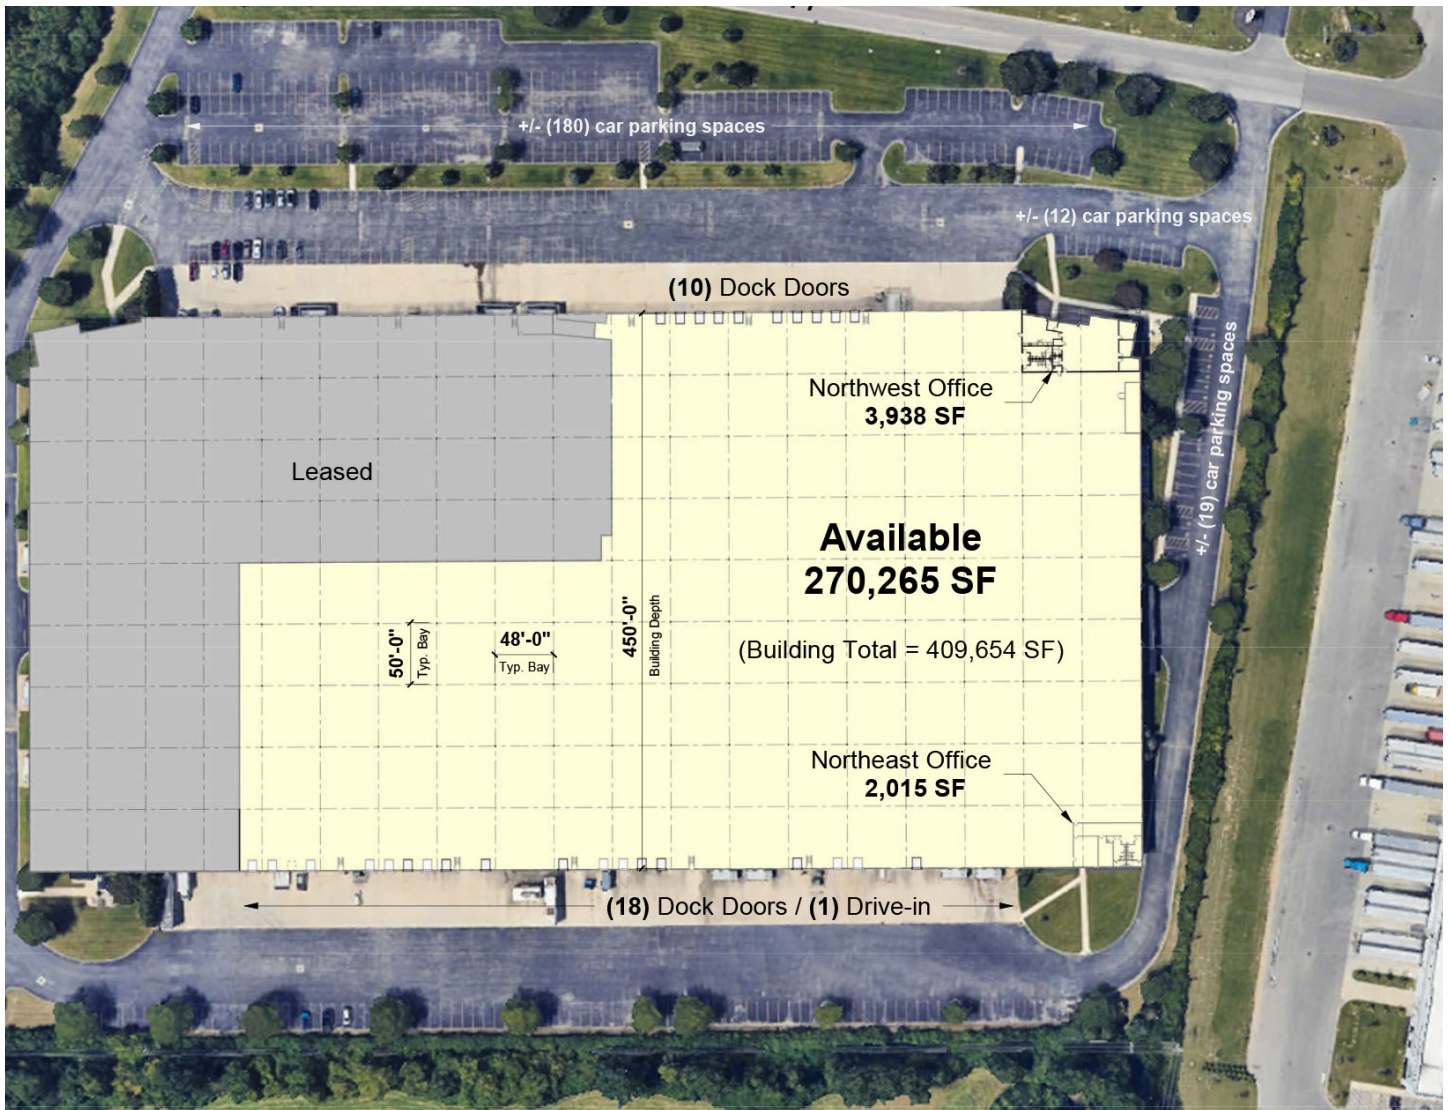 +/- (180) car parking spaces
+/- (12) car parking spaces
(10) Dock Doors
+/- (19) car parking spaces
Northwest Office
3,938 SF
Leased
Available
270,265 SF
(Building Total = 409,654 SF)
50'-0"
Typ. Bay
48'-0"
Typ. Bay
450'-0"
Building Depth
Northeast Office
2,015 SF
(18) Dock Doors / (1) Drive-in